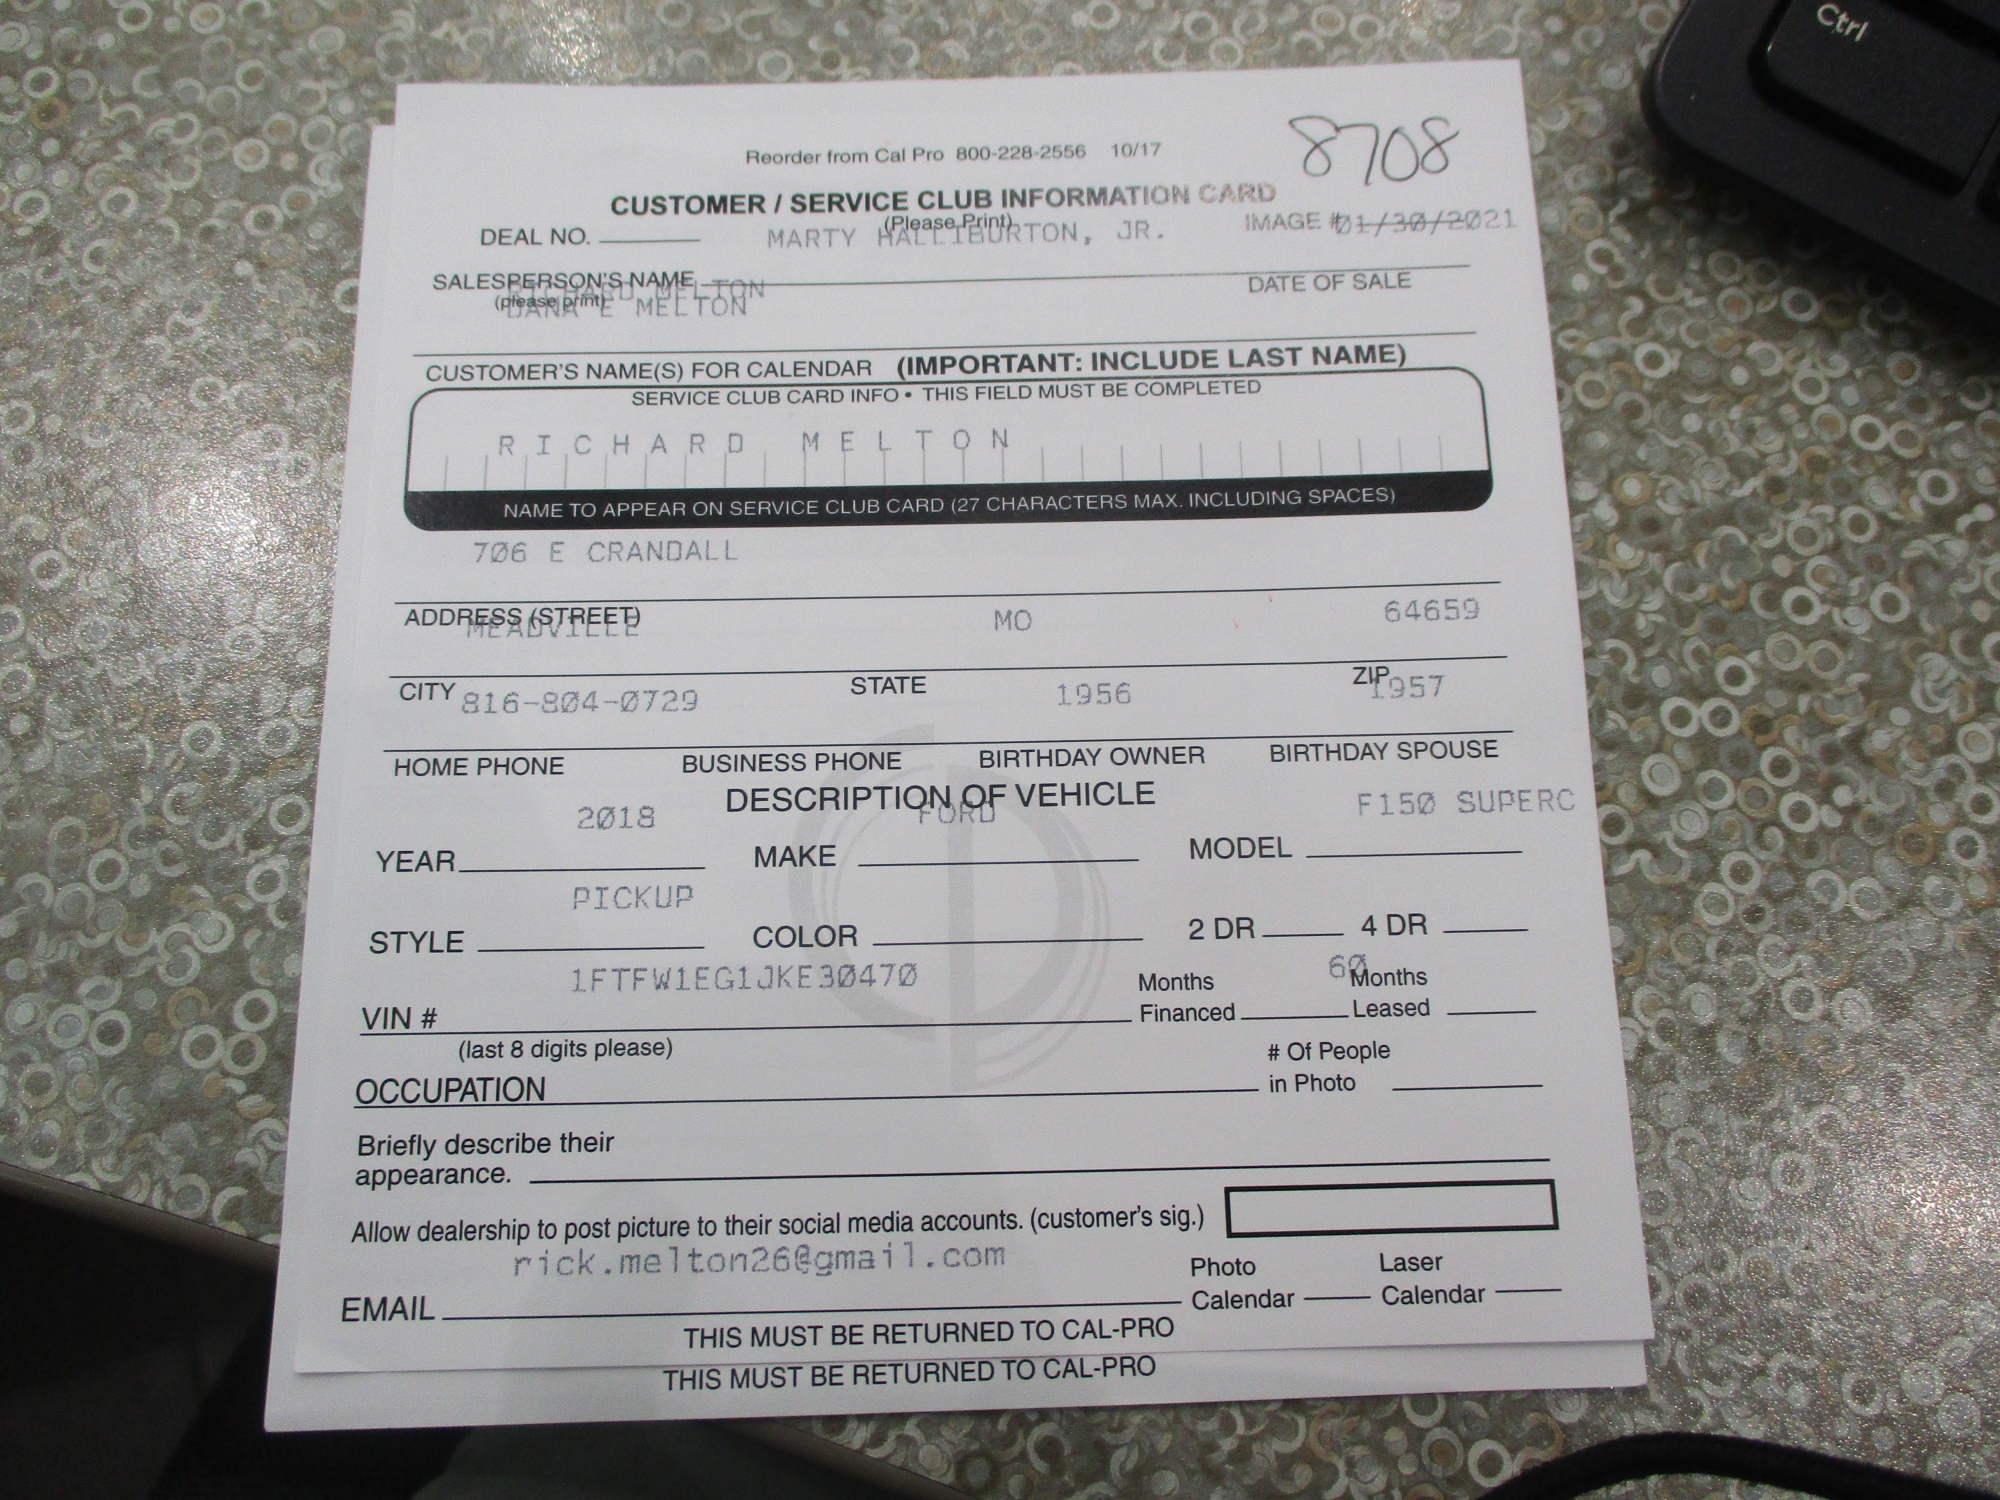 Ctrl
8708
Reorder from Cal Pro 800-228-2556 10/17
CUSTOMER / SERVICE CLUB INFORMATION CARD
(Please Print)
DEAL NO. MARTY HALLIBURTON, JR. IMAGE # 01/30/2021
SALESPERSON'S NAME DATE OF SALE
(please print)
RICHARD MELTON
DANA E MELTON
CUSTOMER'S NAME(S) FOR CALENDAR (IMPORTANT: INCLUDE LAST NAME)
SERVICE CLUB CARD INFO • THIS FIELD MUST BE COMPLETED
RICHARD MELTON
NAME TO APPEAR ON SERVICE CLUB CARD (27 CHARACTERS MAX. INCLUDING SPACES)
706 E CRANDALL
ADDRESS (STREET)
MEADVILLE MO 64659
CITY STATE ZIP
816-804-0729 1956 1957
HOME PHONE BUSINESS PHONE BIRTHDAY OWNER BIRTHDAY SPOUSE
DESCRIPTION OF VEHICLE
2018 FORD F150 SUPERC
YEAR MAKE MODEL
PICKUP
STYLE COLOR 2 DR 4 DR
1FTFW1EG1JKE30470 60
VIN # Months Financed Months Leased
(last 8 digits please)
OCCUPATION # Of People in Photo
Briefly describe their
appearance.
Allow dealership to post picture to their social media accounts. (customer's sig.)
rick.melton26@gmail.com
EMAIL Photo Calendar Laser Calendar
THIS MUST BE RETURNED TO CAL-PRO
THIS MUST BE RETURNED TO CAL-PRO